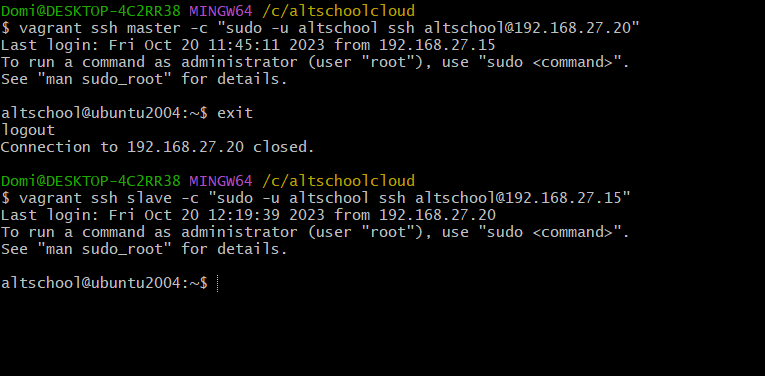 Domi@DESKTOP-4C2RR38 MINGW64 /c/altschoolcloud
$ vagrant ssh master -c "sudo -u altschool ssh altschool@192.168.27.20"
Last login: Fri Oct 20 11:45:11 2023 from 192.168.27.15
To run a command as administrator (user "root"), use "sudo <command>".
See "man sudo_root" for details.
altschool@ubuntu2004:~$ exit
logout
Connection to 192.168.27.20 closed.
Domi@DESKTOP-4C2RR38 MINGW64 /c/altschoolcloud
$ vagrant ssh slave -c "sudo -u altschool ssh altschool@192.168.27.15"
Last login: Fri Oct 20 12:19:39 2023 from 192.168.27.20
To run a command as administrator (user "root"), use "sudo <command>".
See "man sudo_root" for details.
altschool@ubuntu2004:~$